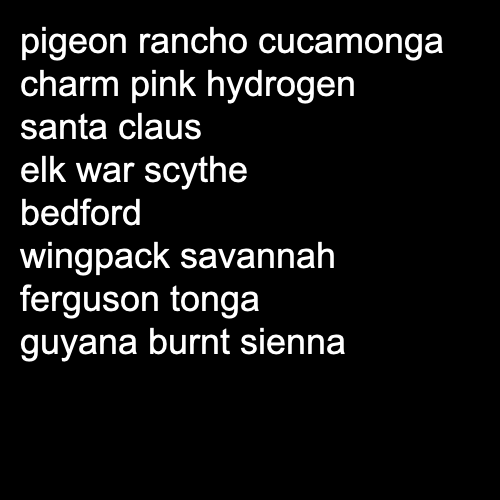 pigeon rancho cucamonga
charm pink hydrogen
santa claus
elk war scythe
bedford
wingpack savannah
ferguson tonga
guyana burnt sienna